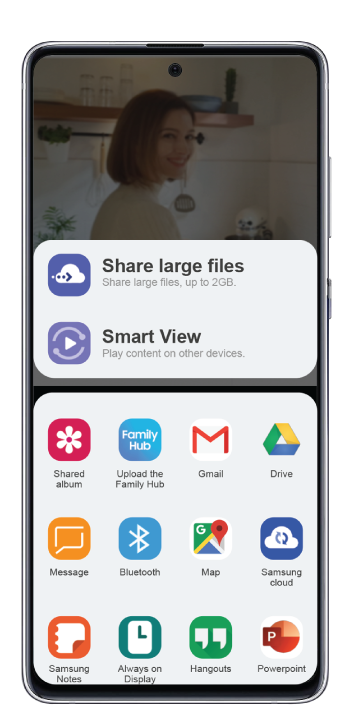 Share large files
Share large files, up to 2GB.
Smart View
Play content on other devices.
Family
Hub
G
P
Shared
album
Upload the
Family Hub
Gmail
Drive
Message
Bluetooth
Map
Samsung
cloud
Samsung
Notes
Always on
Display
Hangouts
Powerpoint